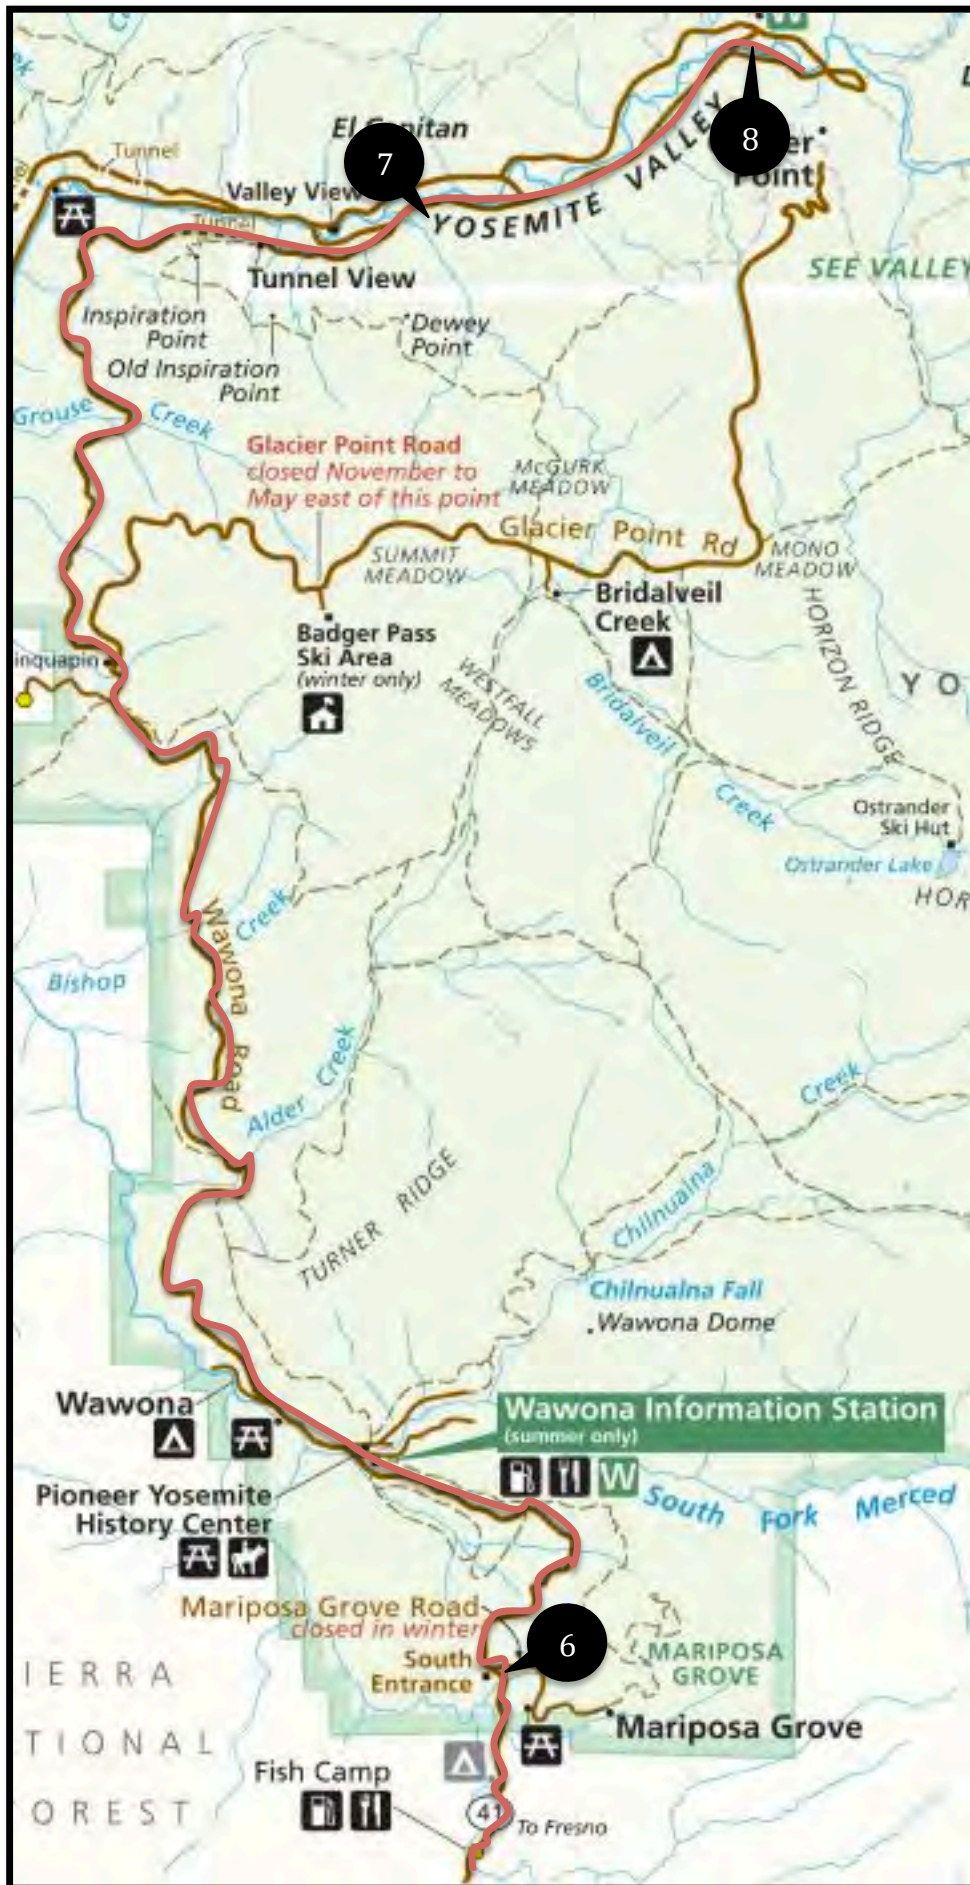 W
El Capitan
7
8
Tunnel
Point
Valley View
YOSEMITE VALLEY
Tunnel
SEE VALLEY
Tunnel View
Inspiration
Point
Dewey
Point
Old Inspiration
Point
Grouse Creek
Glacier Point Road
closed November to
May east of this point
McGURK
MEADOW
Glacier Point Rd
SUMMIT
MEADOW
MONO
MEADOW
Bridalveil
Creek
HORIZON RIDGE
Badger Pass
Ski Area
(winter only)
inquapin
WESTFALL
MEADOWS
Y O
Bridalveil Creek
Ostrander
Ski Hut
Ostrander Lake
HOR
Creek
Bishop
Wawona Road
Alder Creek
Creek
TURNER RIDGE
Chilnualna
Chilnualna Fall
Wawona Dome
Wawona
Wawona Information Station
(summer only)
W
Pioneer Yosemite
History Center
South Fork Merced
Mariposa Grove Road
closed in winter
6
South
Entrance
MARIPOSA
GROVE
IERRA
TIONAL
OREST
Mariposa Grove
Fish Camp
41
To Fresno